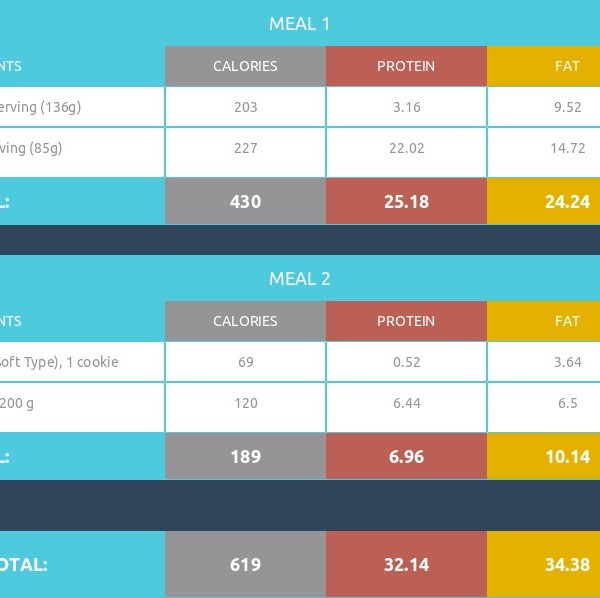 MEAL 1
NTS CALORIES PROTEIN FAT
erving (136g) 203 3.16 9.52
ving (85g) 227 22.02 14.72
L: 430 25.18 24.24
MEAL 2
NTS CALORIES PROTEIN FAT
Soft Type), 1 cookie 69 0.52 3.64
200 g 120 6.44 6.5
L: 189 6.96 10.14
OTAL: 619 32.14 34.38